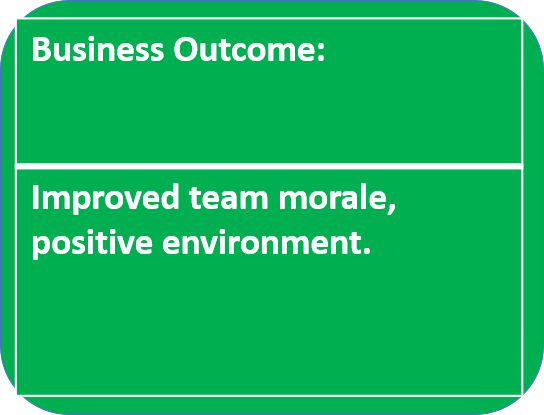 Business Outcome:
Improved team morale,
positive environment.